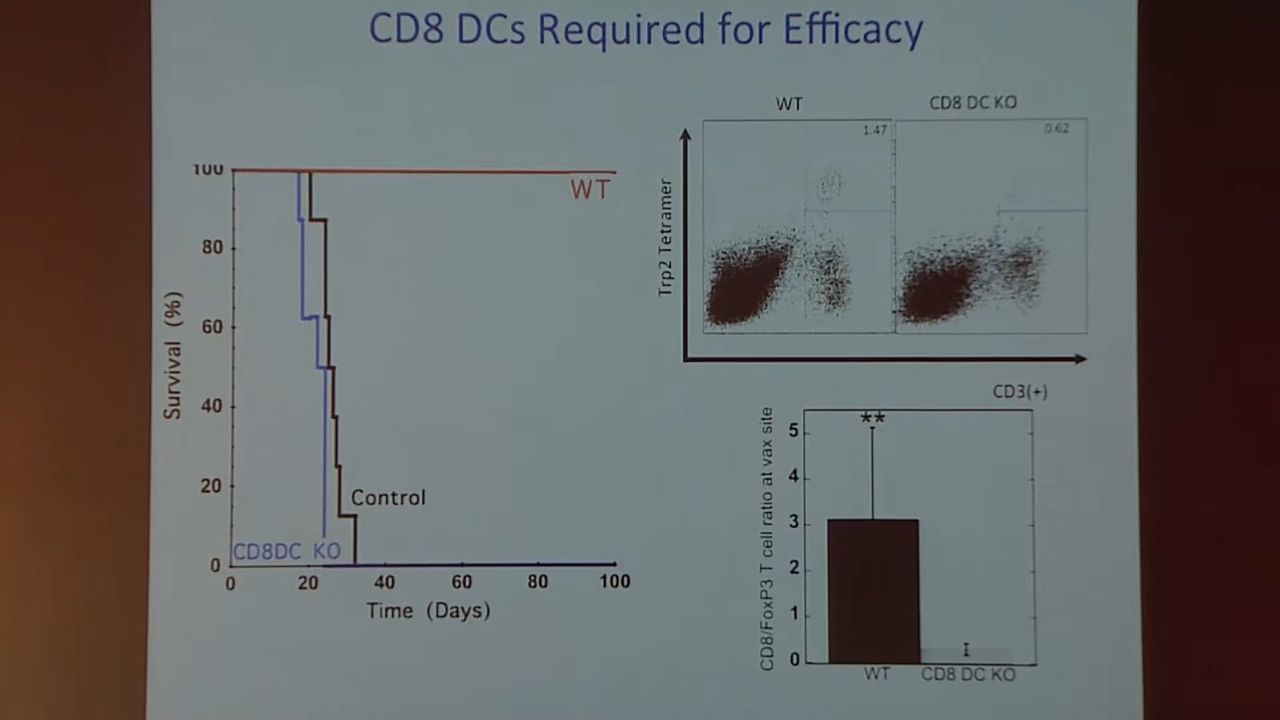 CD8 DCs Required for Efficacy
Survival (%)
100
80
60
40
20
0
0 20 40 60 80 100
Time (Days)
WT
Control
CD8DC KO
WT
CD8 DC KO
1.47
0.62
Trp2 Tetramer
CD3(+)
CD8/FoxP3 T cell ratio at vax site
5
4
3
2
1
0
**
WT
CD8 DC KO